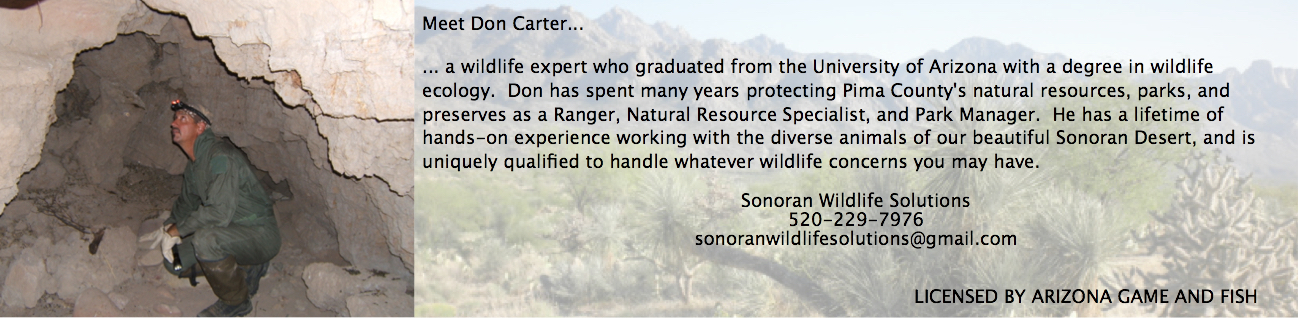 Meet Don Carter...
... a wildlife expert who graduated from the University of Arizona with a degree in wildlife
ecology.  Don has spent many years protecting Pima County's natural resources, parks, and
preserves as a Ranger, Natural Resource Specialist, and Park Manager.  He has a lifetime of
hands-on experience working with the diverse animals of our beautiful Sonoran Desert, and is
uniquely qualified to handle whatever wildlife concerns you may have.
Sonoran Wildlife Solutions
520-229-7976
sonoranwildlifesolutions@gmail.com
LICENSED BY ARIZONA GAME AND FISH